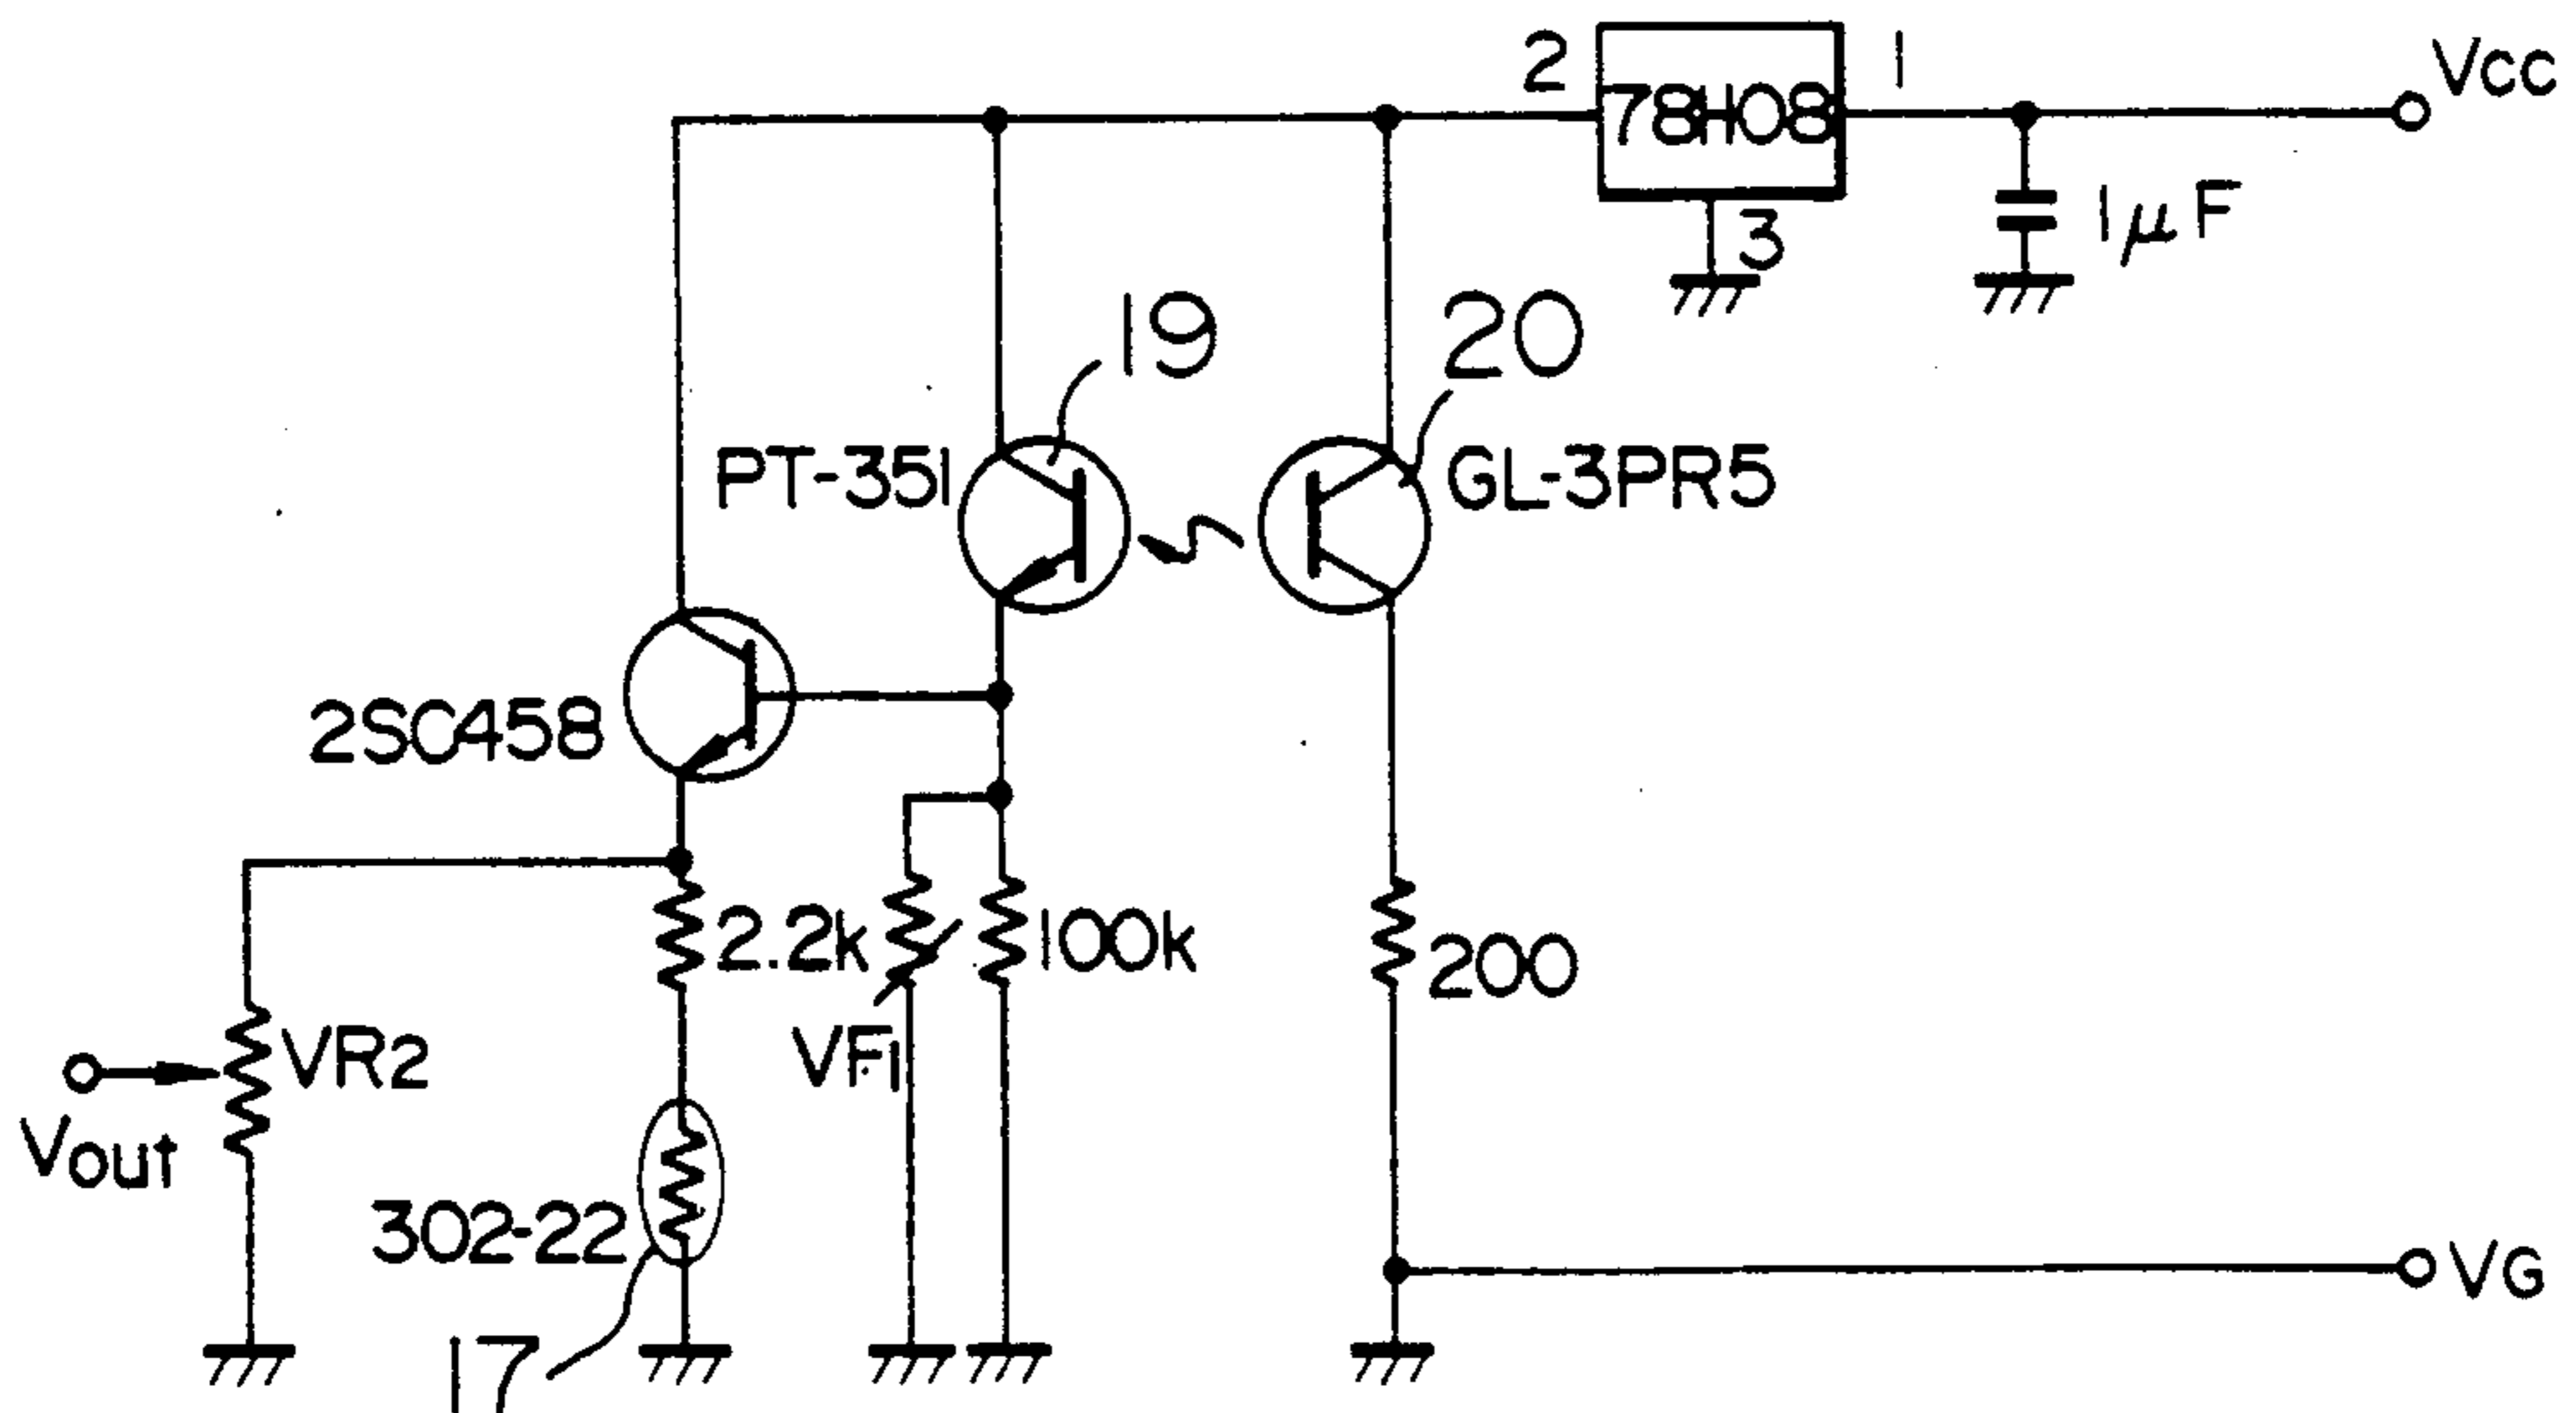 2
78H08
1
Vcc
3
1μF
19
20
PT-351
GL-3PR5
2SC458
2.2k
100k
200
VR2
VF1
Vout
302-22
VG
17